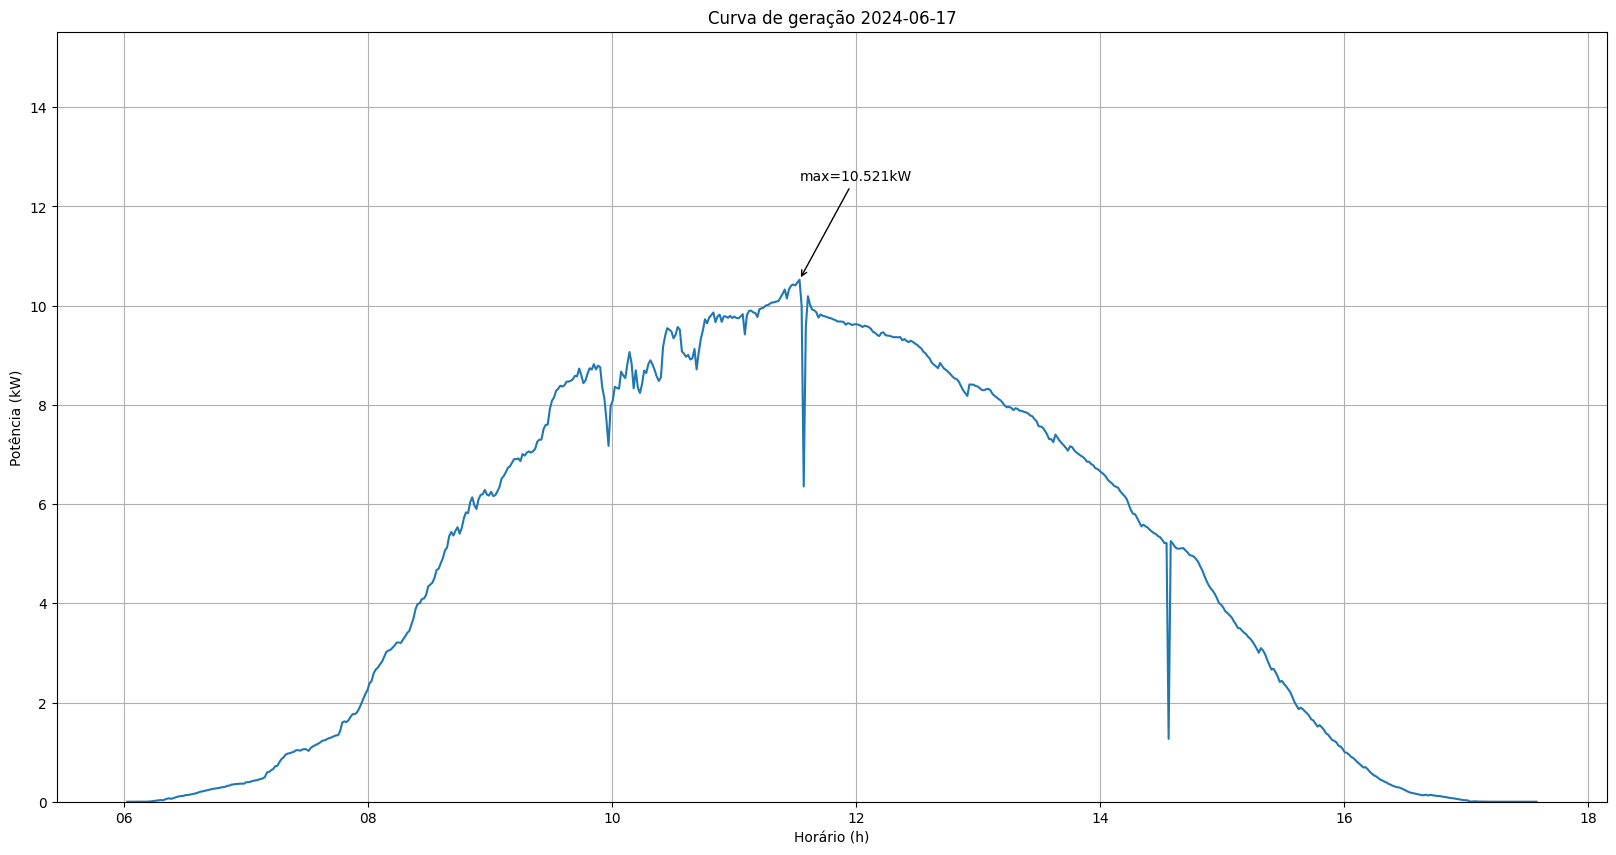 Curva de geração 2024-06-17
Potência (kW)
14
12
10
8
6
4
2
0
max=10.521kW
06 08 10 12 14 16 18
Horário (h)